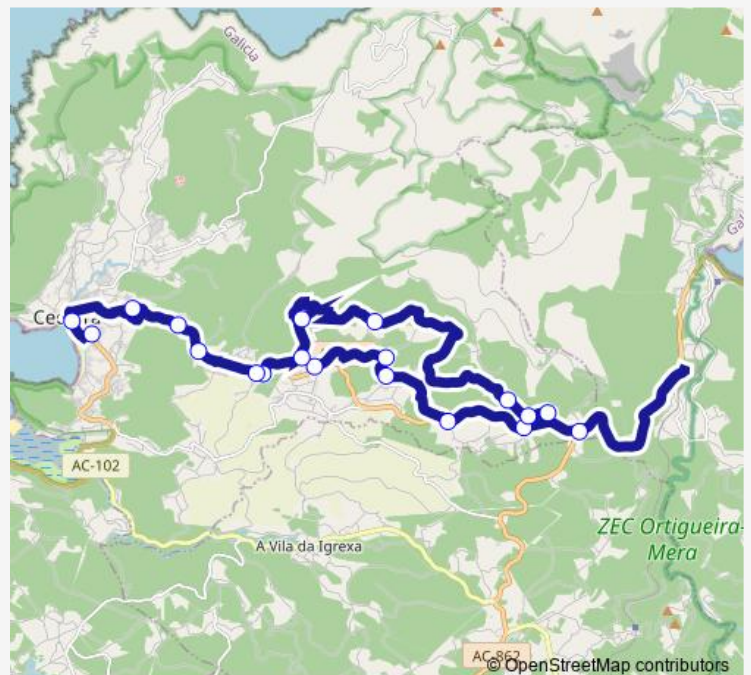 Galicia
AC-102
A Vila da Igrexa
ZEC Ortigueira-
Mera
AC-862
© OpenStreetMap contributors